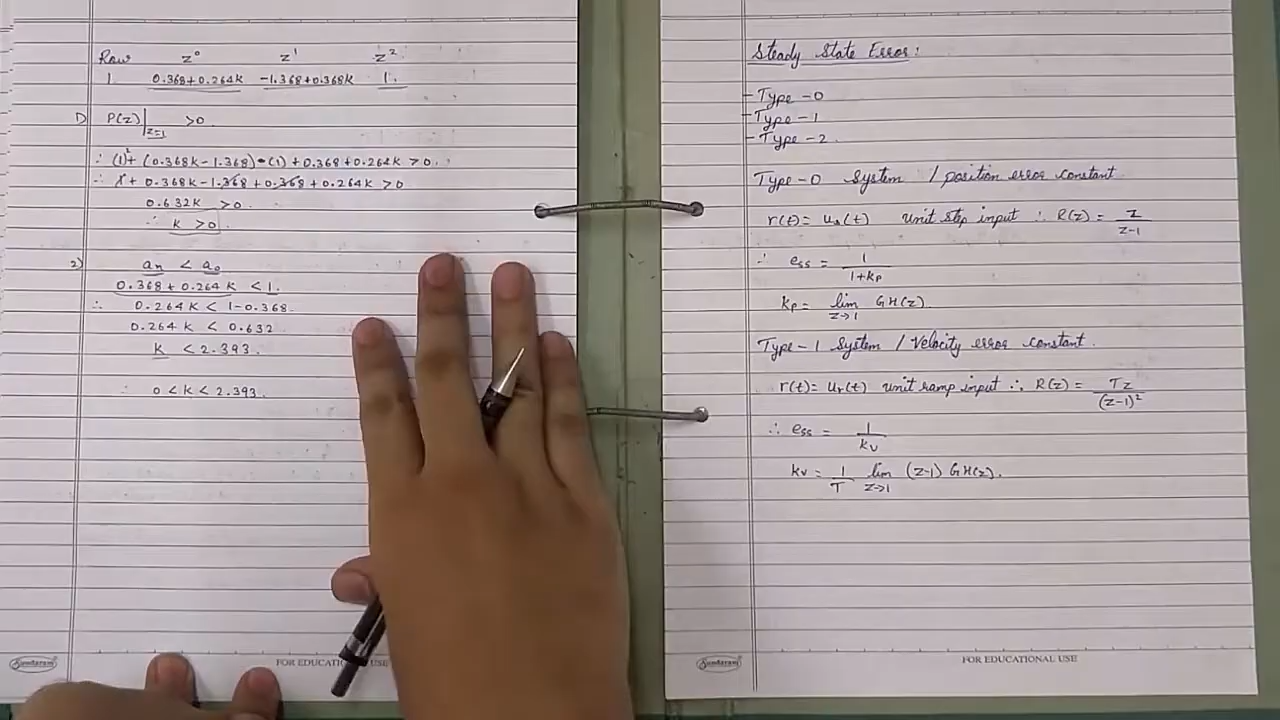 Row z⁰ z¹ z²
1 0.368+0.264K -1.368+0.368K 1.
1) P(z)|z=1 >0
∴ (1)²+ (0.368K-1.368)•(1) + 0.368+0.264K >0.
∴ 1+ 0.368K-1.368+0.368+0.264K >0
0.632K >0.
∴ K >0.
2) an < a0
0.368+0.264K <1.
∴ 0.264K < 1-0.368.
0.264K < 0.632
K < 2.393.
∴ 0<K<2.393.
Sundaram
FOR EDUCATIONAL USE
Steady State Error:
- Type-0
- Type-1
- Type-2.
Type-0 System / position error constant
r(t)= us(t) unit step input ∴ R(z) = z/z-1
∴ ess = 1/1+kp
kp = lim z→1 GH(z)
Type-1 System / Velocity error constant.
r(t)= ur(t) unit ramp input ∴ R(z) = Tz/(z-1)²
∴ ess = 1/kv
kv = 1/T lim z→1 (z-1) GH(z).
Sundaram
FOR EDUCATIONAL USE